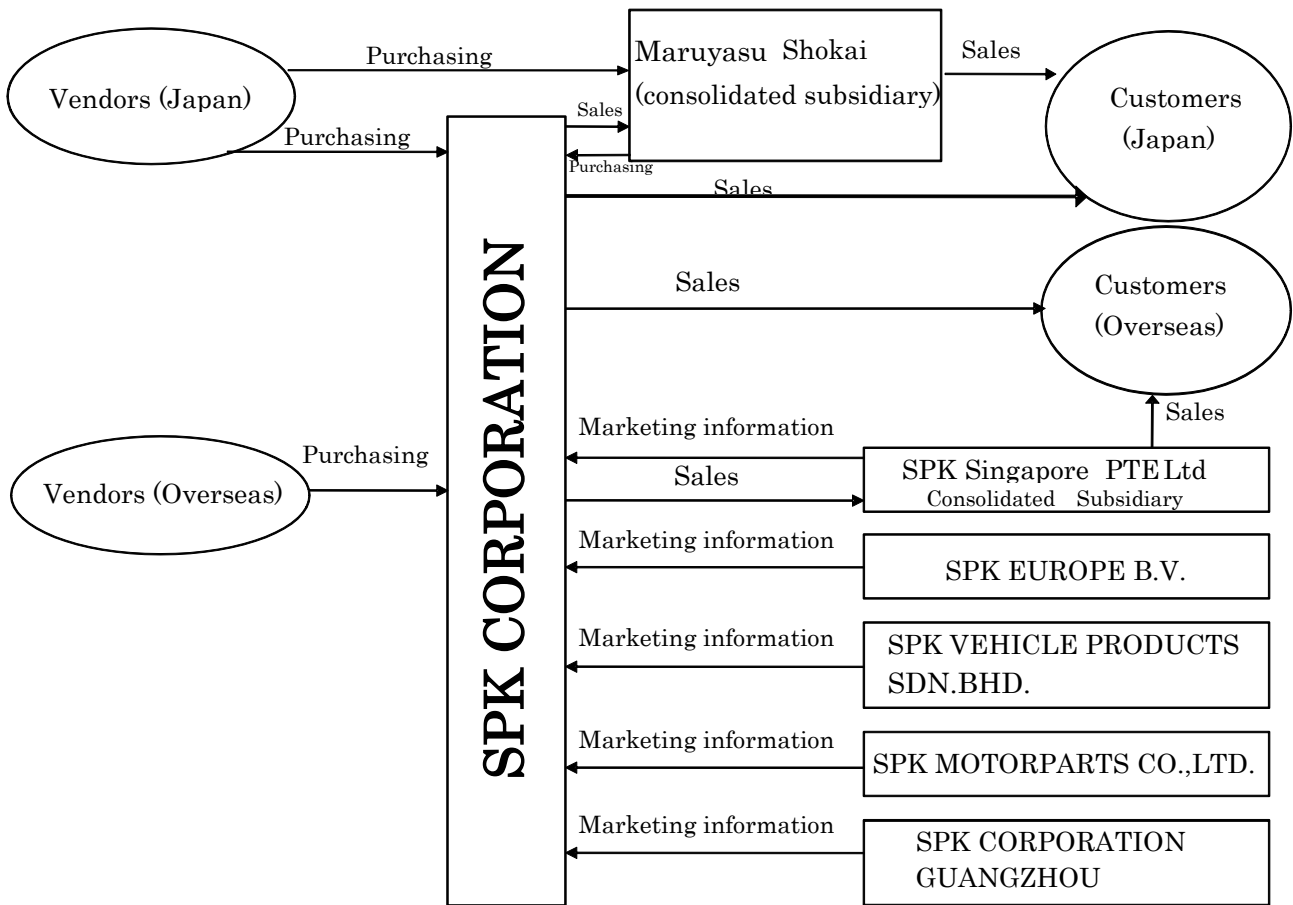 Purchasing
Maruyasu Shokai
(consolidated subsidiary)
Sales
Vendors (Japan)
Customers
(Japan)
Sales
Purchasing
Purchasing
Sales
SPK CORPORATION
Sales
Customers
(Overseas)
Sales
Marketing information
Purchasing
Vendors (Overseas)
Sales
SPK Singapore PTE Ltd
Consolidated Subsidiary
Marketing information
SPK EUROPE B.V.
Marketing information
SPK VEHICLE PRODUCTS
SDN.BHD.
Marketing information
SPK MOTORPARTS CO.,LTD.
Marketing information
SPK CORPORATION
GUANGZHOU